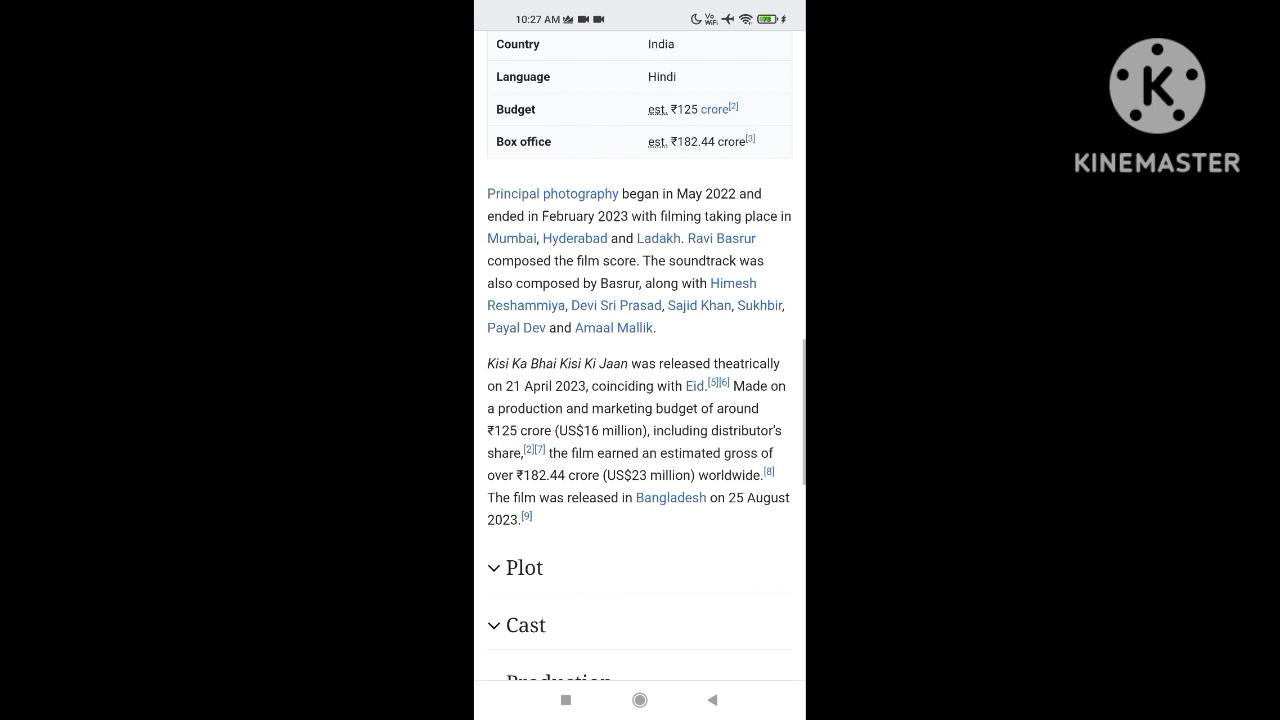 10:27 AM
Vo
WiFi
73
K
KINEMASTER
Country India
Language Hindi
Budget est. ₹125 crore[2]
Box office est. ₹182.44 crore[3]
Principal photography began in May 2022 and
ended in February 2023 with filming taking place in
Mumbai, Hyderabad and Ladakh. Ravi Basrur
composed the film score. The soundtrack was
also composed by Basrur, along with Himesh
Reshammiya, Devi Sri Prasad, Sajid Khan, Sukhbir,
Payal Dev and Amaal Mallik.
Kisi Ka Bhai Kisi Ki Jaan was released theatrically
on 21 April 2023, coinciding with Eid.[5][6] Made on
a production and marketing budget of around
₹125 crore (US$16 million), including distributor's
share,[2][7] the film earned an estimated gross of
over ₹182.44 crore (US$23 million) worldwide.[8]
The film was released in Bangladesh on 25 August
2023.[9]
Plot
Cast
Production